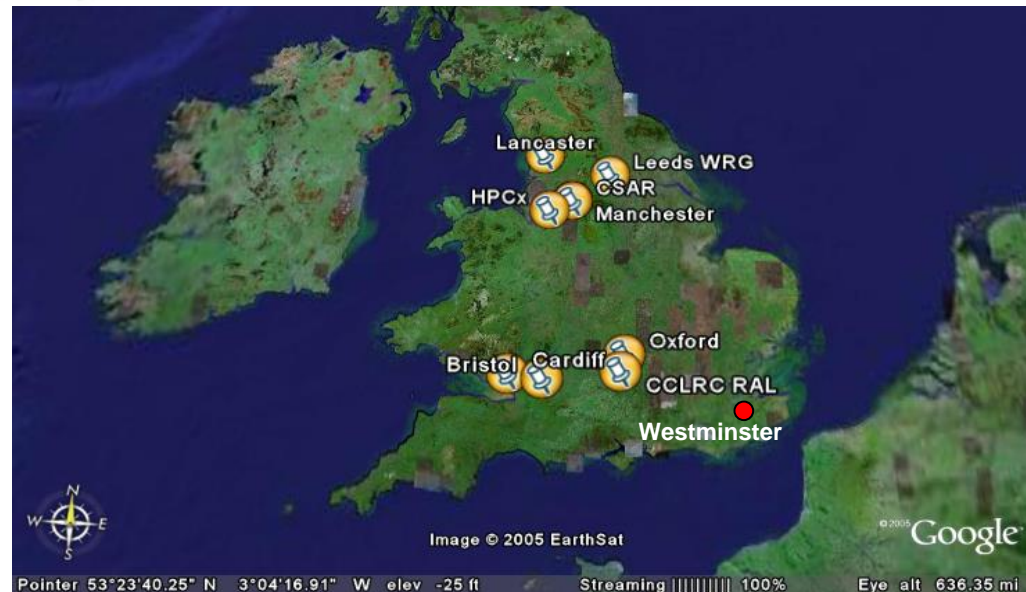 Lancaster
Leeds WRG
HPCx
CSAR
Manchester
Oxford
Bristol
Cardiff
CCLRC RAL
Westminster
N
W E
S
Image © 2005 EarthSat
© 2005 Google
Pointer 53°23'40.25" N 3°04'16.91" W elev -25 ft Streaming |||||||||| 100% Eye alt 636.35 mi